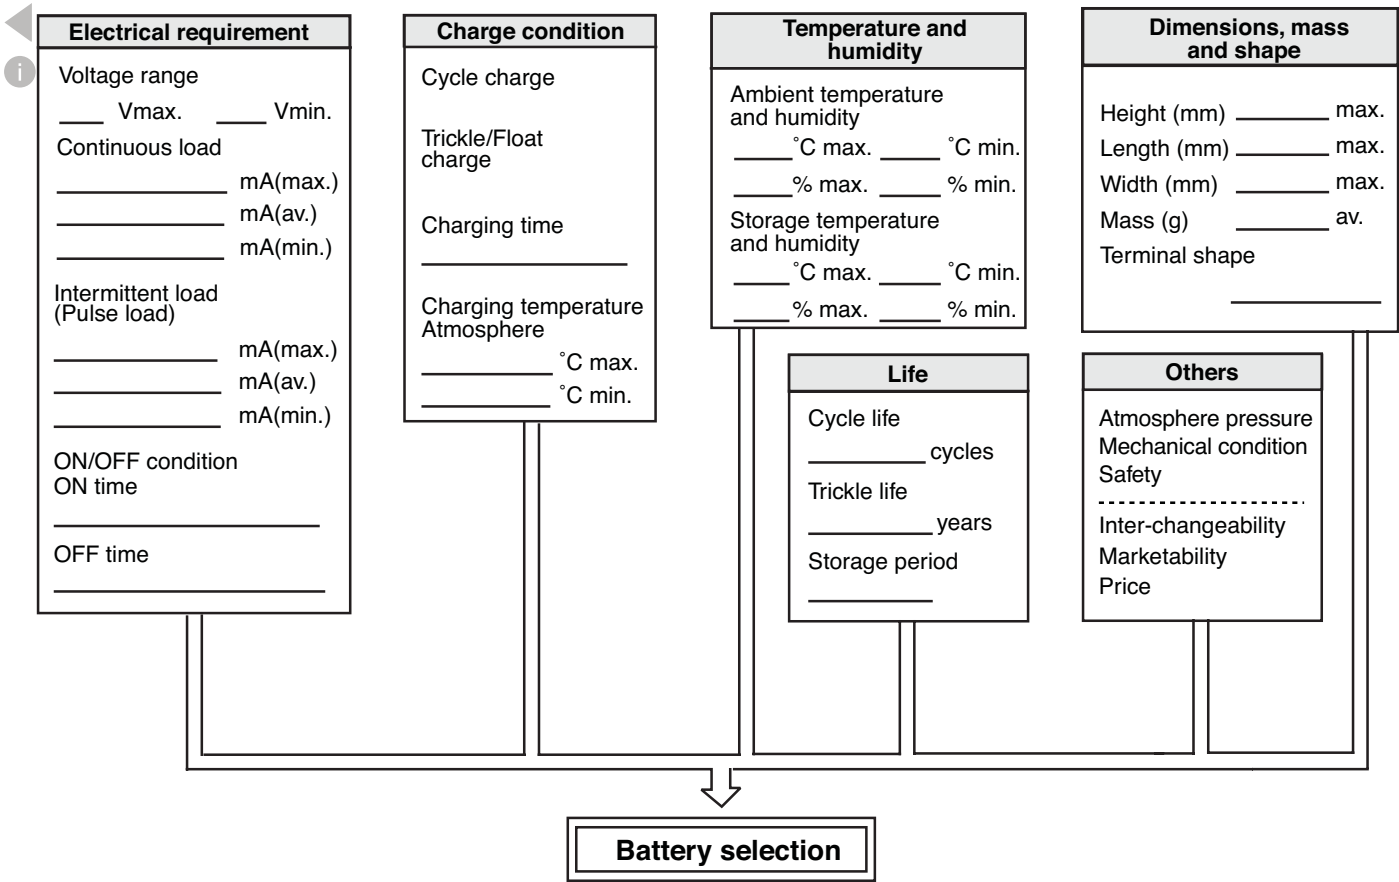 i
Electrical requirement
Voltage range
Vmax. Vmin.
Continuous load
mA(max.)
mA(av.)
mA(min.)
Intermittent load
(Pulse load)
mA(max.)
mA(av.)
mA(min.)
ON/OFF condition
ON time
OFF time
Charge condition
Cycle charge
Trickle/Float
charge
Charging time
Charging temperature
Atmosphere
°C max.
°C min.
Temperature and
humidity
Ambient temperature
and humidity
°C max. °C min.
% max. % min.
Storage temperature
and humidity
°C max. °C min.
% max. % min.
Dimensions, mass
and shape
Height (mm) max.
Length (mm) max.
Width (mm) max.
Mass (g) av.
Terminal shape
Life
Cycle life
cycles
Trickle life
years
Storage period
Others
Atmosphere pressure
Mechanical condition
Safety
Inter-changeability
Marketability
Price
Battery selection